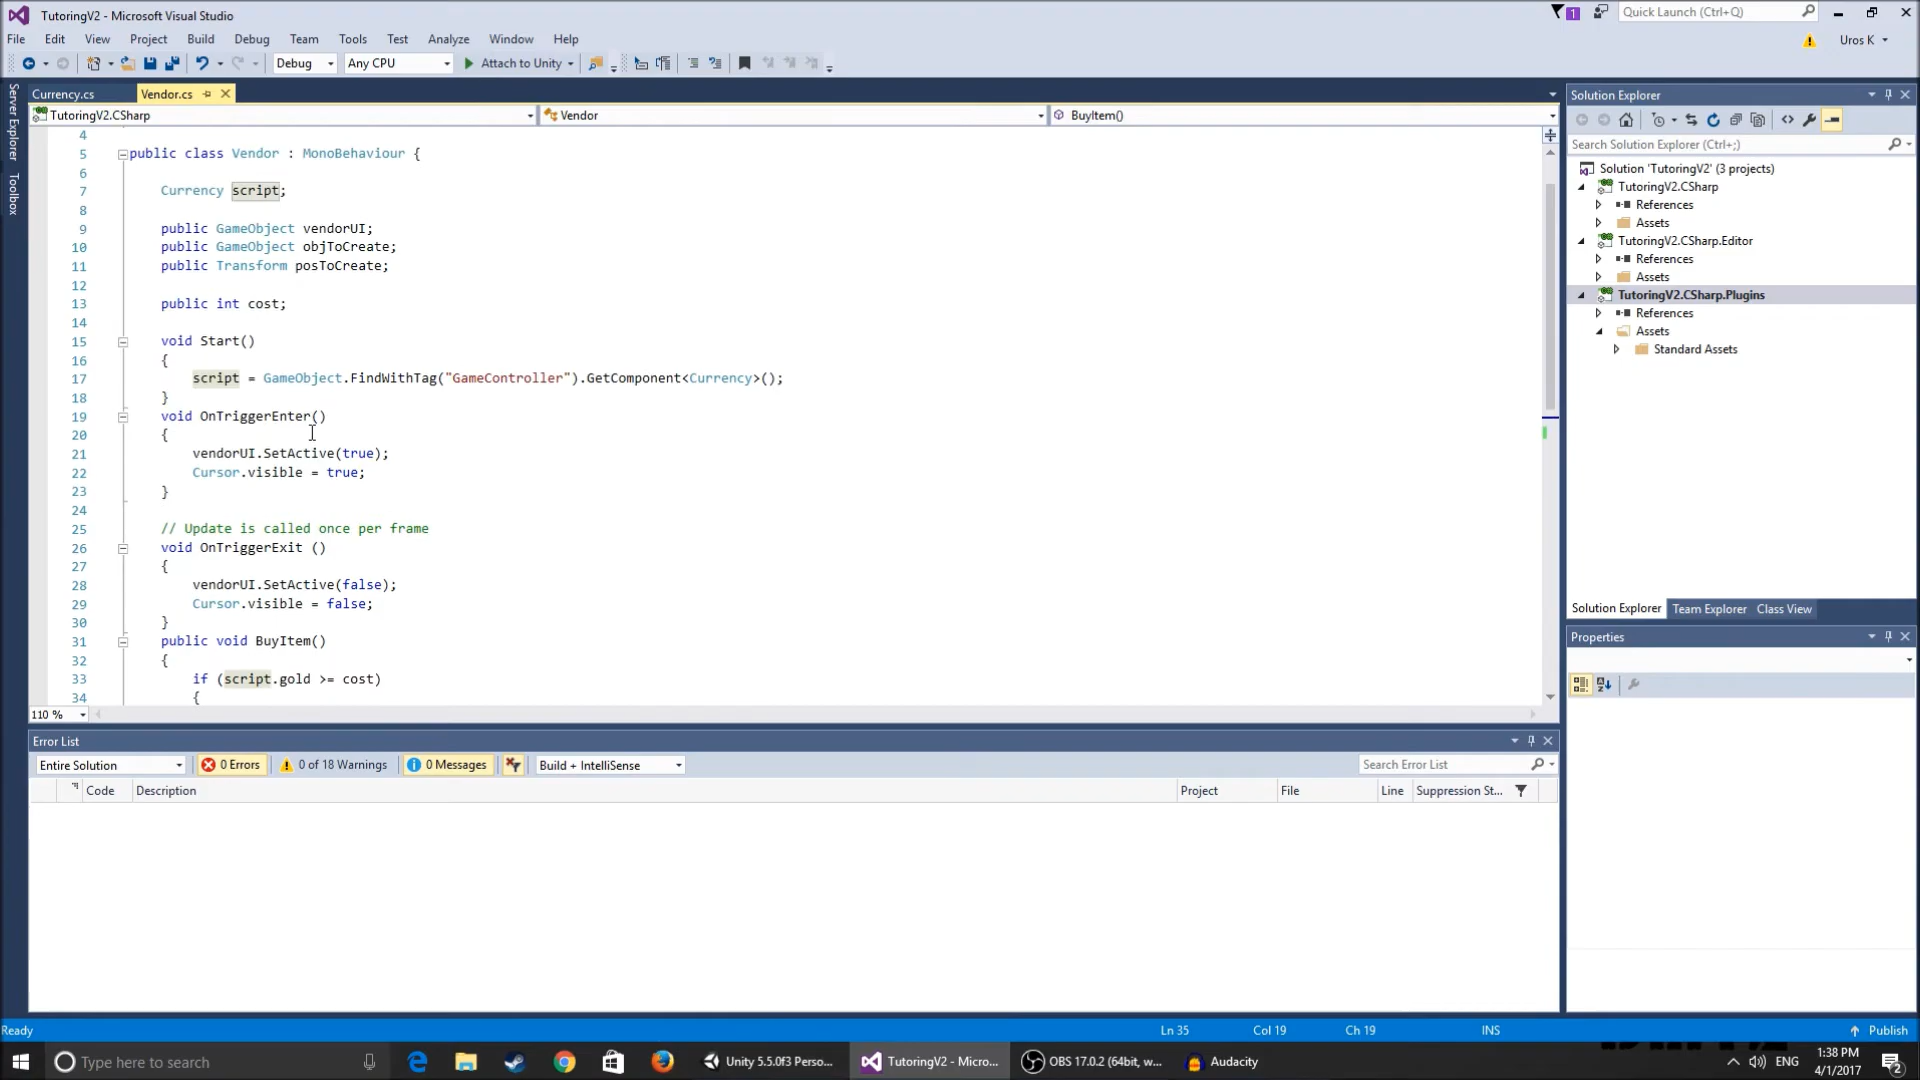 TutoringV2 - Microsoft Visual Studio
1
Quick Launch (Ctrl+Q)
File Edit View Project Build Debug Team Tools Test Analyze Window Help
Uros K
Debug Any CPU Attach to Unity
Server Explorer
Toolbox
Currency.cs Vendor.cs
TutoringV2.CSharp Vendor BuyItem()
4
5 public class Vendor : MonoBehaviour {
6
7 Currency script;
8
9 public GameObject vendorUI;
10 public GameObject objToCreate;
11 public Transform posToCreate;
12
13 public int cost;
14
15 void Start()
16 {
17 script = GameObject.FindWithTag("GameController").GetComponent<Currency>();
18 }
19 void OnTriggerEnter()
20 {
21 vendorUI.SetActive(true);
22 Cursor.visible = true;
23 }
24
25 // Update is called once per frame
26 void OnTriggerExit ()
27 {
28 vendorUI.SetActive(false);
29 Cursor.visible = false;
30 }
31 public void BuyItem()
32 {
33 if (script.gold >= cost)
34 {
110 %
Solution Explorer
Search Solution Explorer (Ctrl+;)
Solution 'TutoringV2' (3 projects)
TutoringV2.CSharp
References
Assets
TutoringV2.CSharp.Editor
References
Assets
TutoringV2.CSharp.Plugins
References
Assets
Standard Assets
Solution Explorer Team Explorer Class View
Properties
Error List
Entire Solution 0 Errors 0 of 18 Warnings 0 Messages Build + IntelliSense Search Error List
Code Description Project File Line Suppression St...
Ready Ln 35 Col 19 Ch 19 INS Publish
Type here to search Unity 5.5.0f3 Perso... TutoringV2 - Micro... OBS 17.0.2 (64bit, w... Audacity ENG 1:38 PM
4/1/2017
2